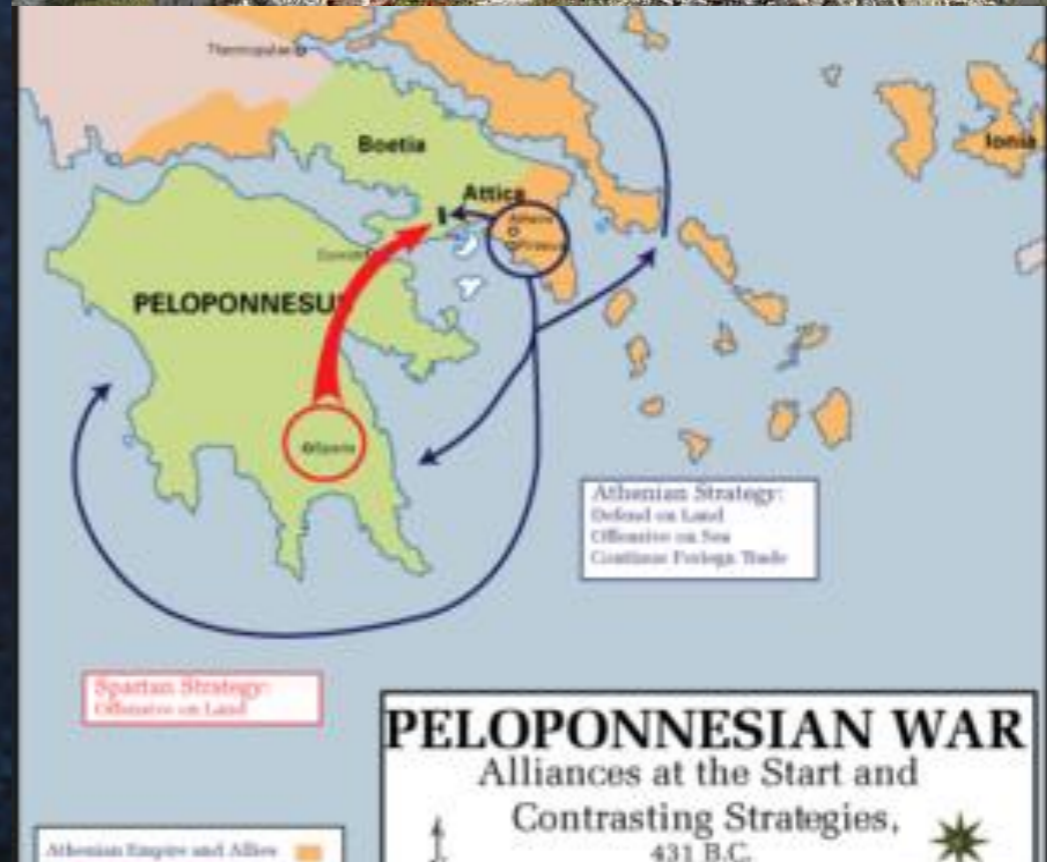 Thermopylae
Boetia
Ionia
Attica
Athens
Piraeus
Corinth
PELOPONNESU
Sparta
Athenian Strategy:
Defend on Land
Offensive on Sea
Continue Foreign Trade
Spartan Strategy:
Offensive on Land
PELOPONNESIAN WAR
Alliances at the Start and
Contrasting Strategies,
431 B.C.
Athenian Empire and Allies